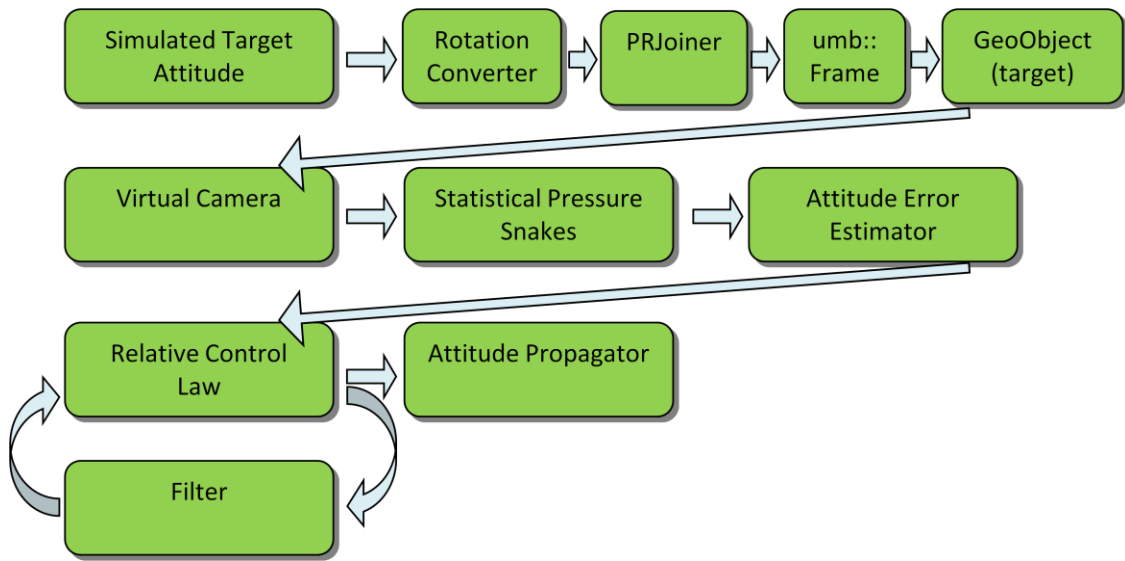 Simulated Target
Attitude
Rotation
Converter
PRJoiner
umb::
Frame
GeoObject
(target)
Virtual Camera
Statistical Pressure
Snakes
Attitude Error
Estimator
Relative Control
Law
Attitude Propagator
Filter